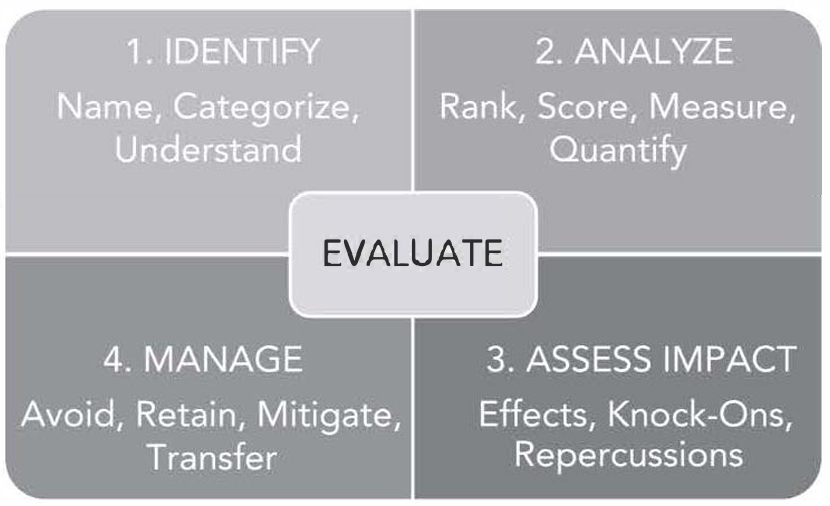 1. IDENTIFY
Name, Categorize,
Understand
2. ANALYZE
Rank, Score, Measure,
Quantify
EVALUATE
4. MANAGE
Avoid, Retain, Mitigate,
Transfer
3. ASSESS IMPACT
Effects, Knock-Ons,
Repercussions